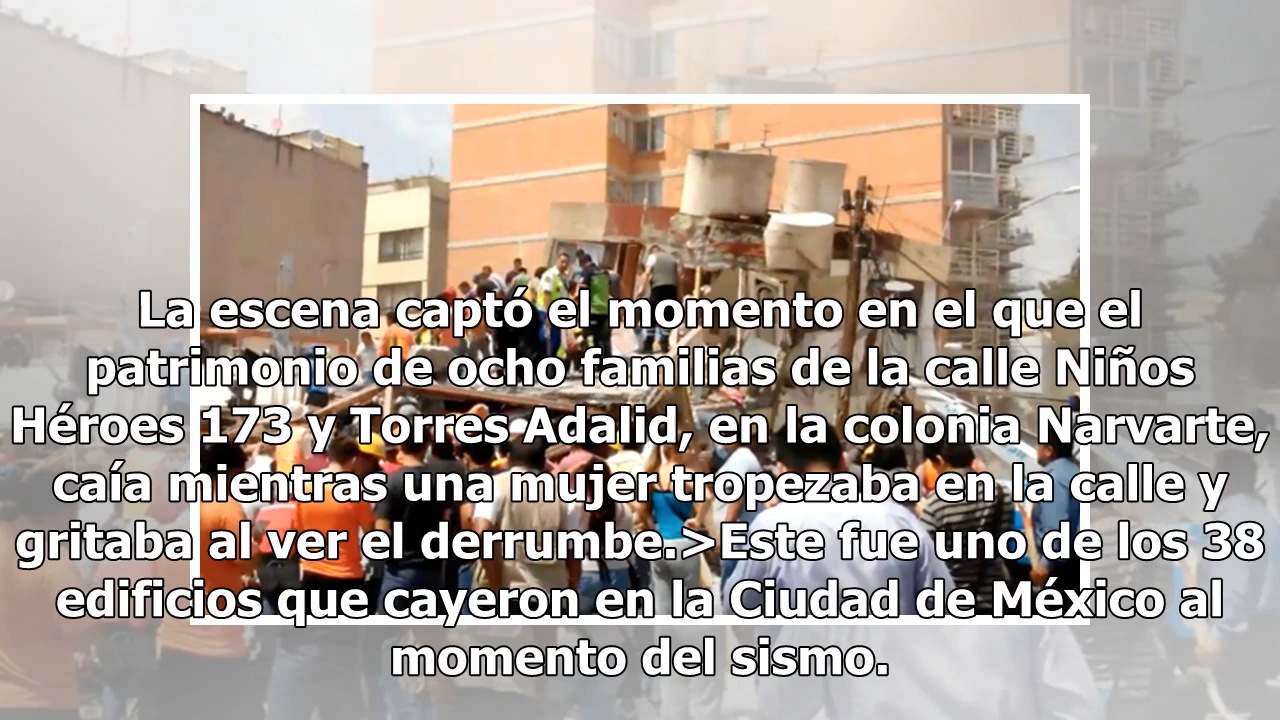 La escena captó el momento en el que el
patrimonio de ocho familias de la calle Niños
Héroes 173 y Torres Adalid, en la colonia Narvarte,
caía mientras una mujer tropezaba en la calle y
gritaba al ver el derrumbe.>Este fue uno de los 38
edificios que cayeron en la Ciudad de México al
momento del sismo.